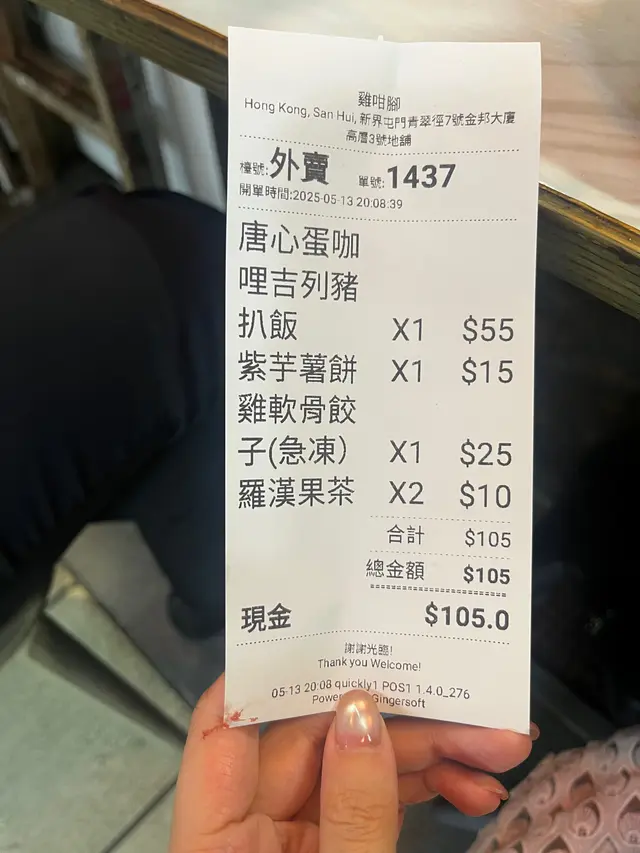 雞咁腳
Hong Kong, San Hui, 新界屯門青翠徑7號金邦大廈
高層3號地舖
檯號:外賣 單號:1437
開單時間:2025-05-13 20:08:39
唐心蛋咖
哩吉列豬
扒飯 X1 $55
紫芋薯餅 X1 $15
雞軟骨餃
子(急凍） X1 $25
羅漢果茶 X2 $10
合計 $105
總金額 $105
現金 $105.0
謝謝光臨!
Thank you Welcome!
05-13 20:08 quickly1 POS1 1.4.0_276
Gingersoft